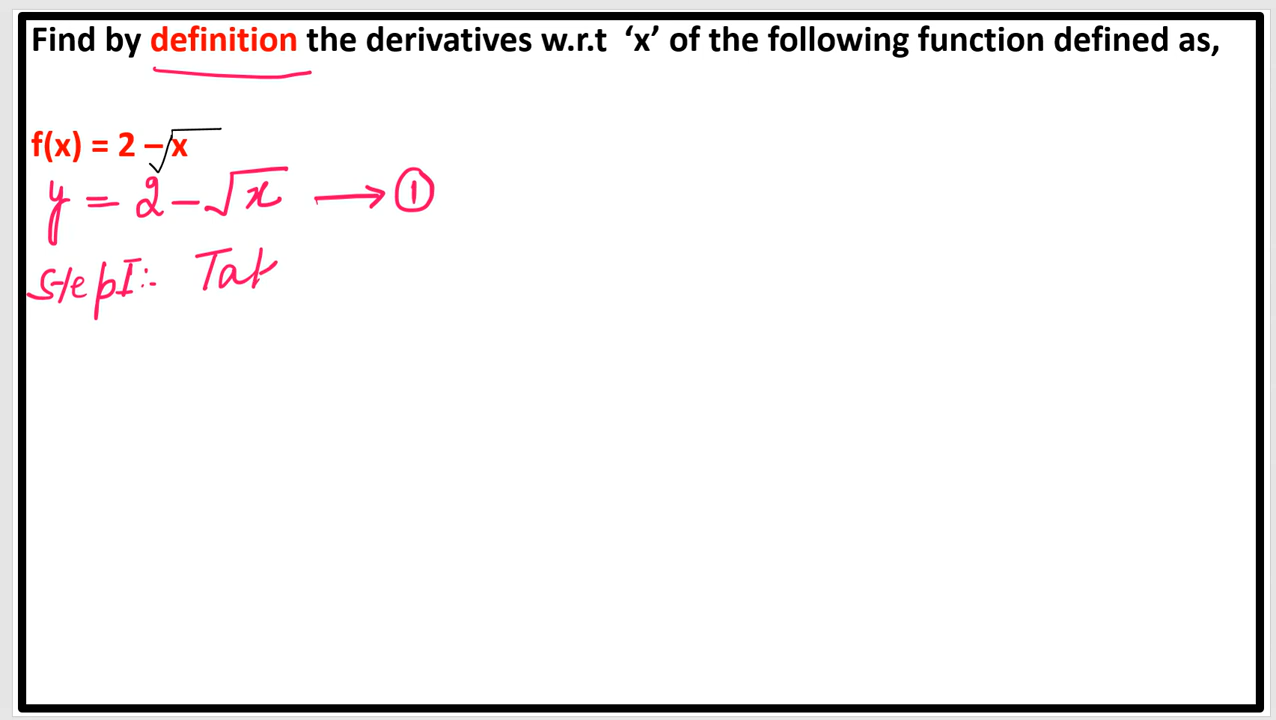 Find by definition the derivatives w.r.t ‘x’ of the following function defined as,
f(x) = 2 – √x
y = 2 - √x → ①
Step I:- Tak